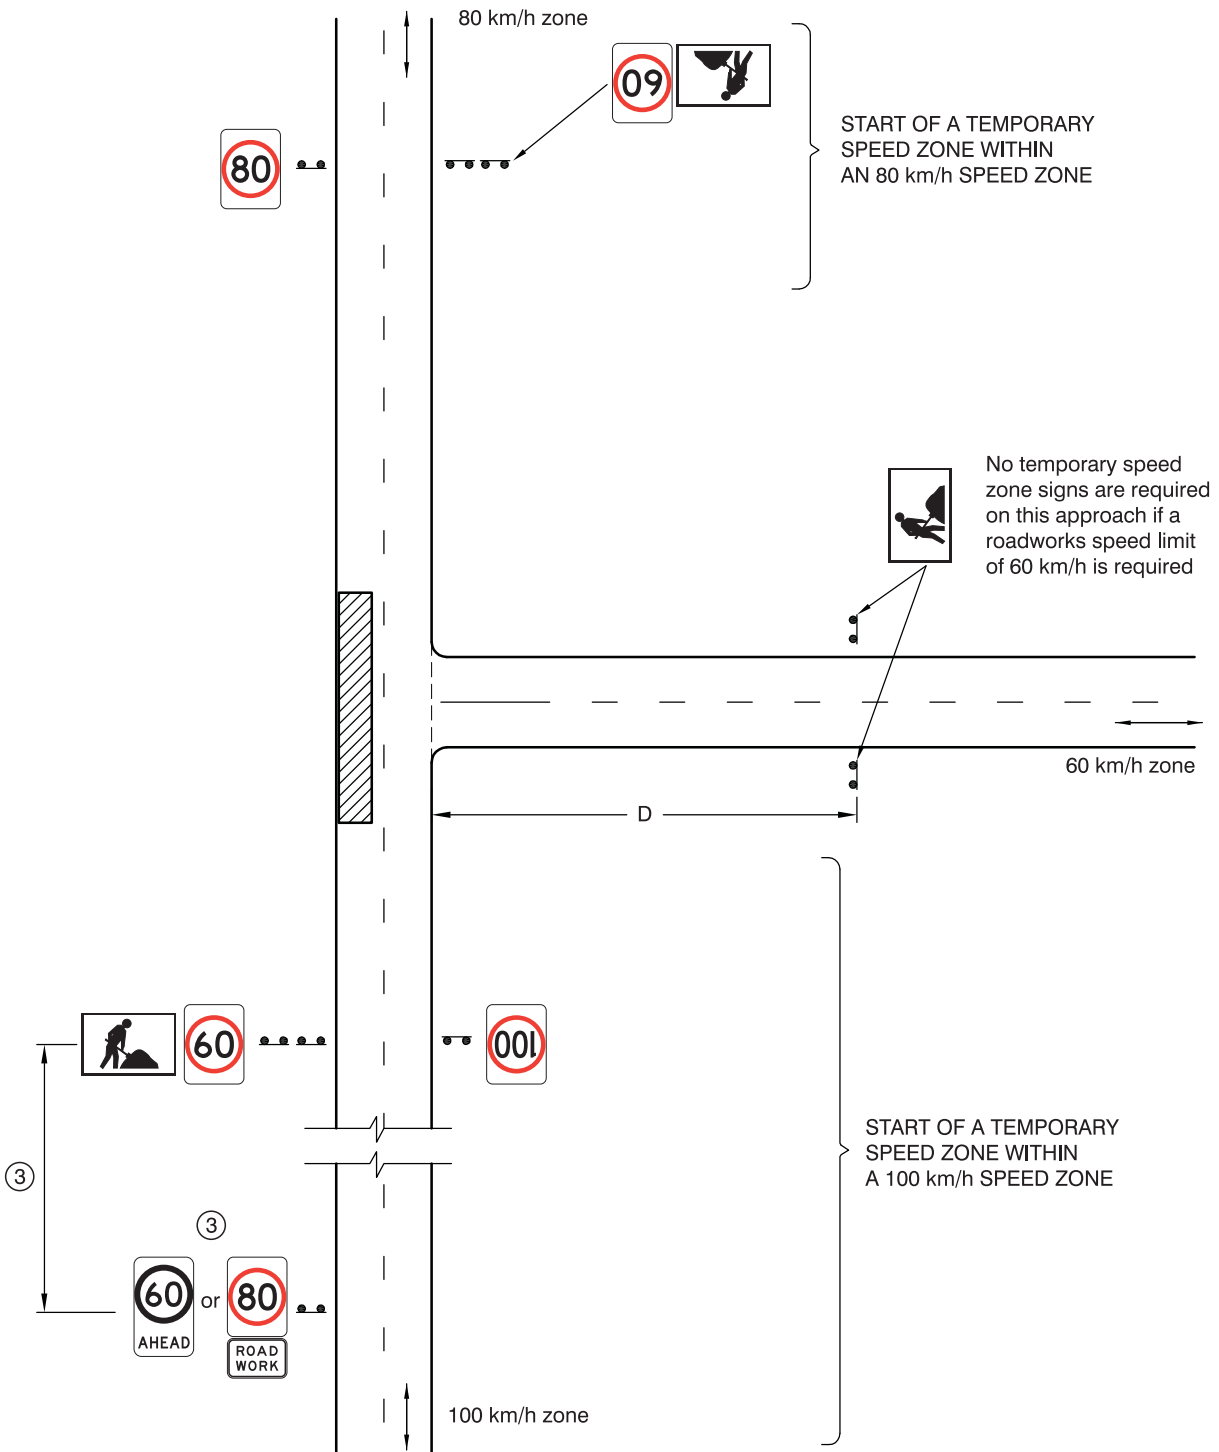 80 km/h zone
60
80
START OF A TEMPORARY
SPEED ZONE WITHIN
AN 80 km/h SPEED ZONE
No temporary speed
zone signs are required
on this approach if a
roadworks speed limit
of 60 km/h is required
60 km/h zone
D
60
100
START OF A TEMPORARY
SPEED ZONE WITHIN
A 100 km/h SPEED ZONE
3
3
60
AHEAD
or
80
ROAD
WORK
100 km/h zone